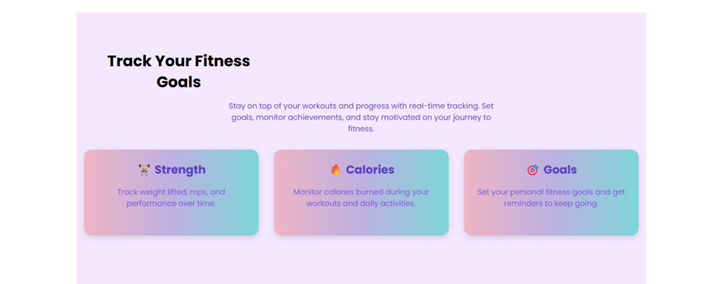 Track Your Fitness
Goals
Stay on top of your workouts and progress with real-time tracking. Set
goals, monitor achievements, and stay motivated on your journey to
fitness.
Strength
Track weight lifted, reps, and
performance over time.
Calories
Monitor calories burned during your
workouts and daily activities.
Goals
Set your personal fitness goals and get
reminders to keep going.